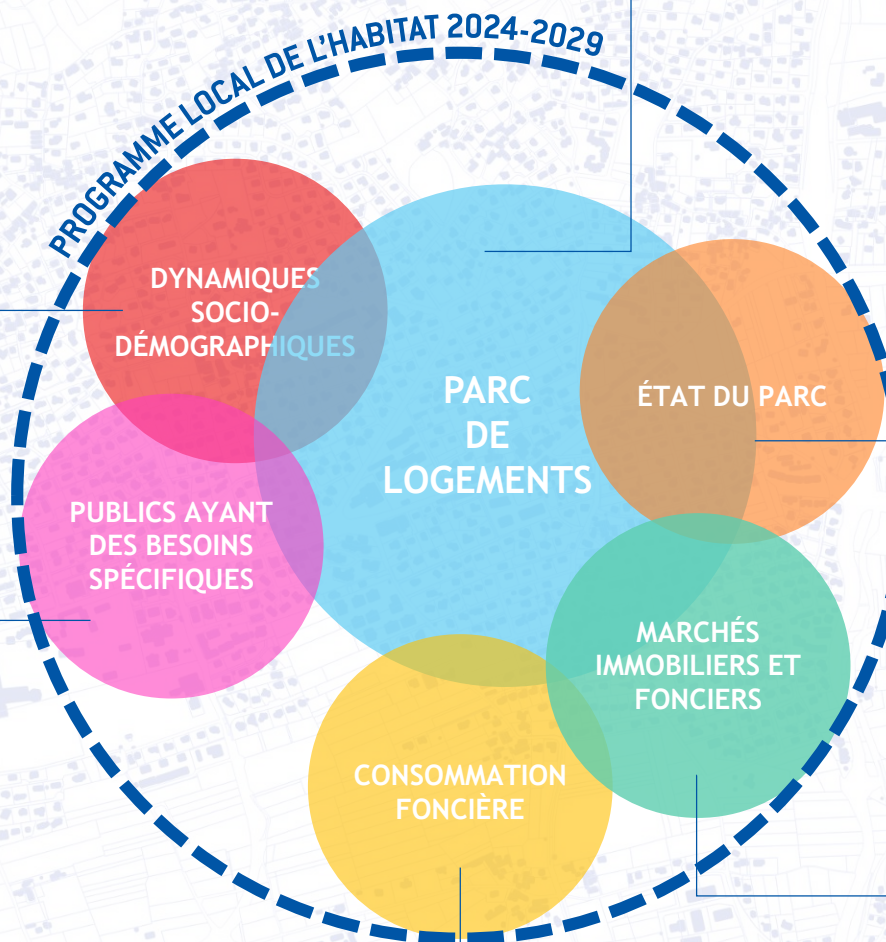 PROGRAMME LOCAL DE L'HABITAT 2024-2029
DYNAMIQUES
SOCIO-
DÉMOGRAPHIQUES
PARC
DE
LOGEMENTS
ÉTAT DU PARC
PUBLICS AYANT
DES BESOINS
SPÉCIFIQUES
MARCHÉS
IMMOBILIERS ET
FONCIERS
CONSOMMATION
FONCIÈRE